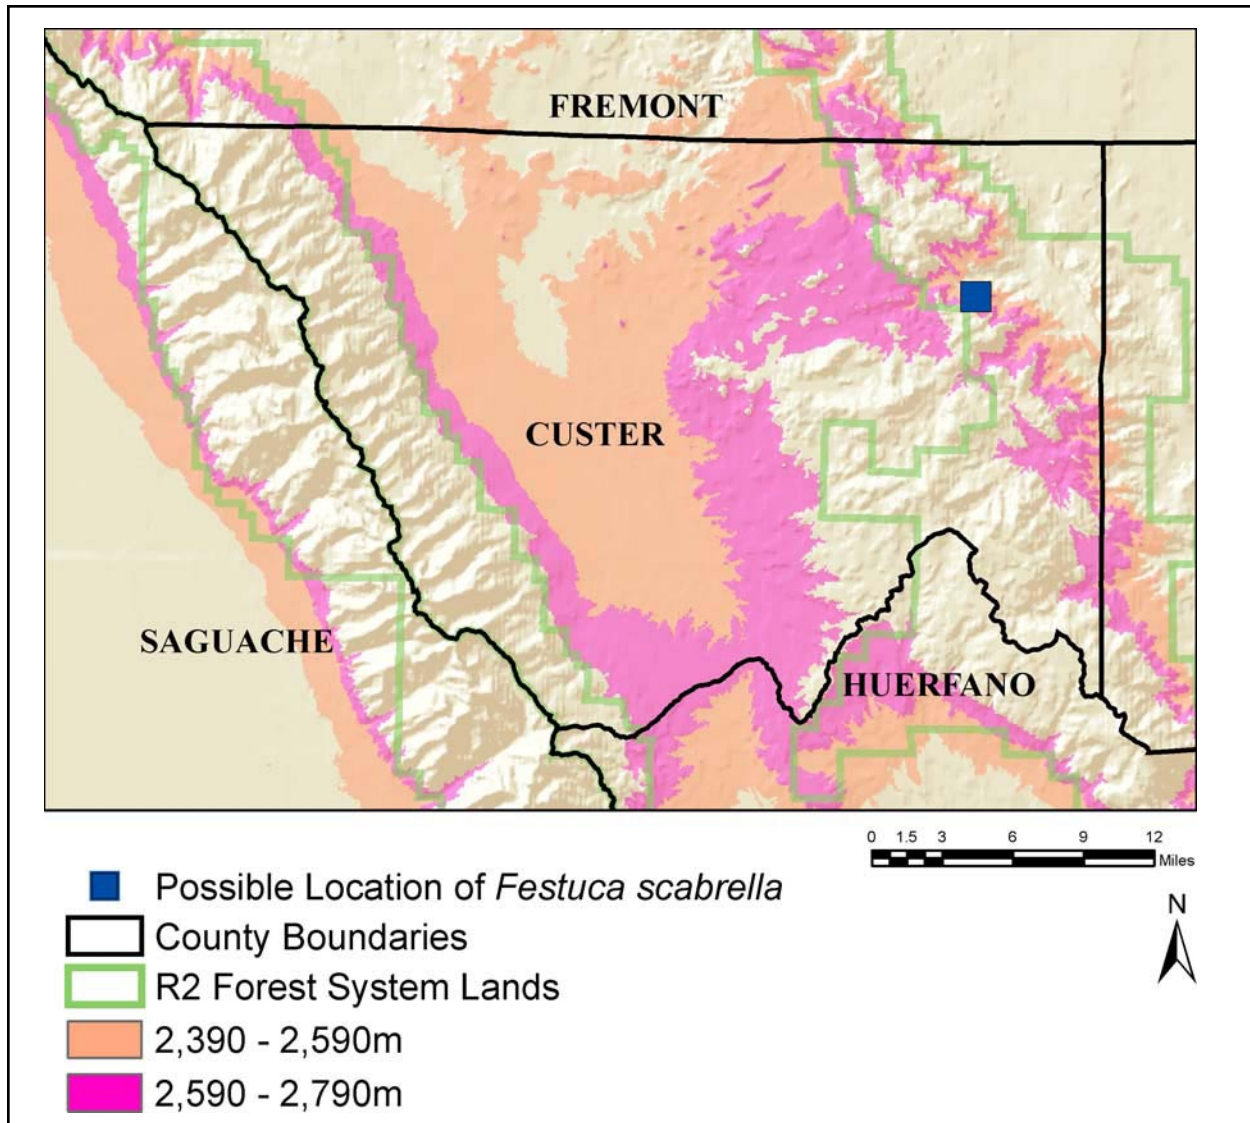 FREMONT
CUSTER
SAGUACHE
HUERFANO
0 1.5 3 6 9 12
Miles
N
Possible Location of Festuca scabrella
County Boundaries
R2 Forest System Lands
2,390 - 2,590m
2,590 - 2,790m